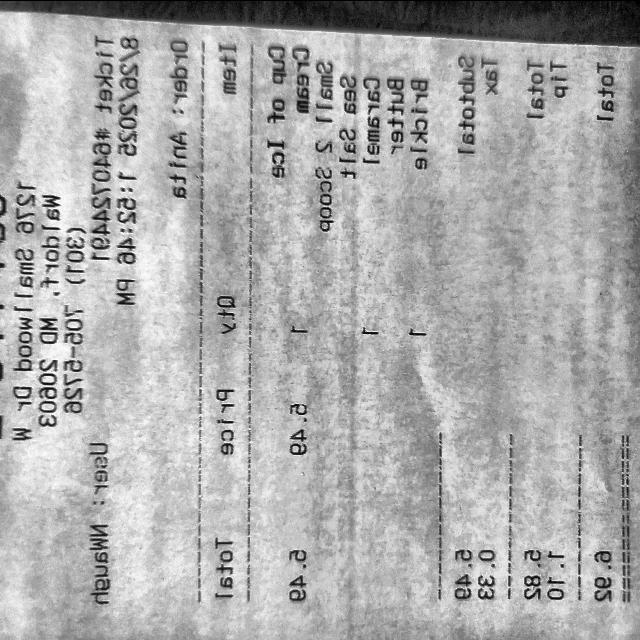 1276 Smallwood Dr W
Waldorf, MD 20603
(301) 705-5726
Ticket #640724491 User: NWaugh
8/26/2025 1:52:46 PM
Order: Anita
Item Qty Price Total
Cup of Ice
Cream 1 5.49 5.49
Small 2 Scoop
Sea Salt
Caramel 1
Butter
Brickle 1
Subtotal 5.49
Tax 0.33
Total 5.82
Tip 1.10
Total 6.92